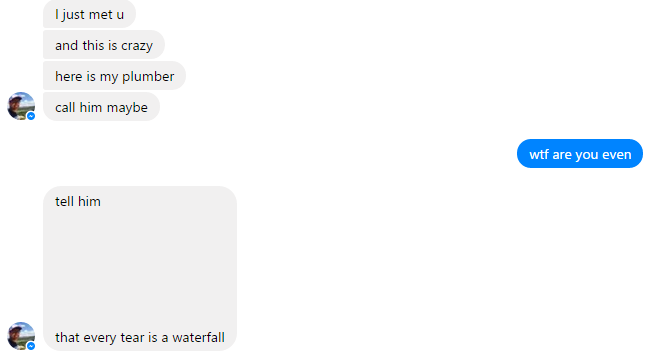 I just met u
and this is crazy
here is my plumber
call him maybe
wtf are you even
tell him
that every tear is a waterfall